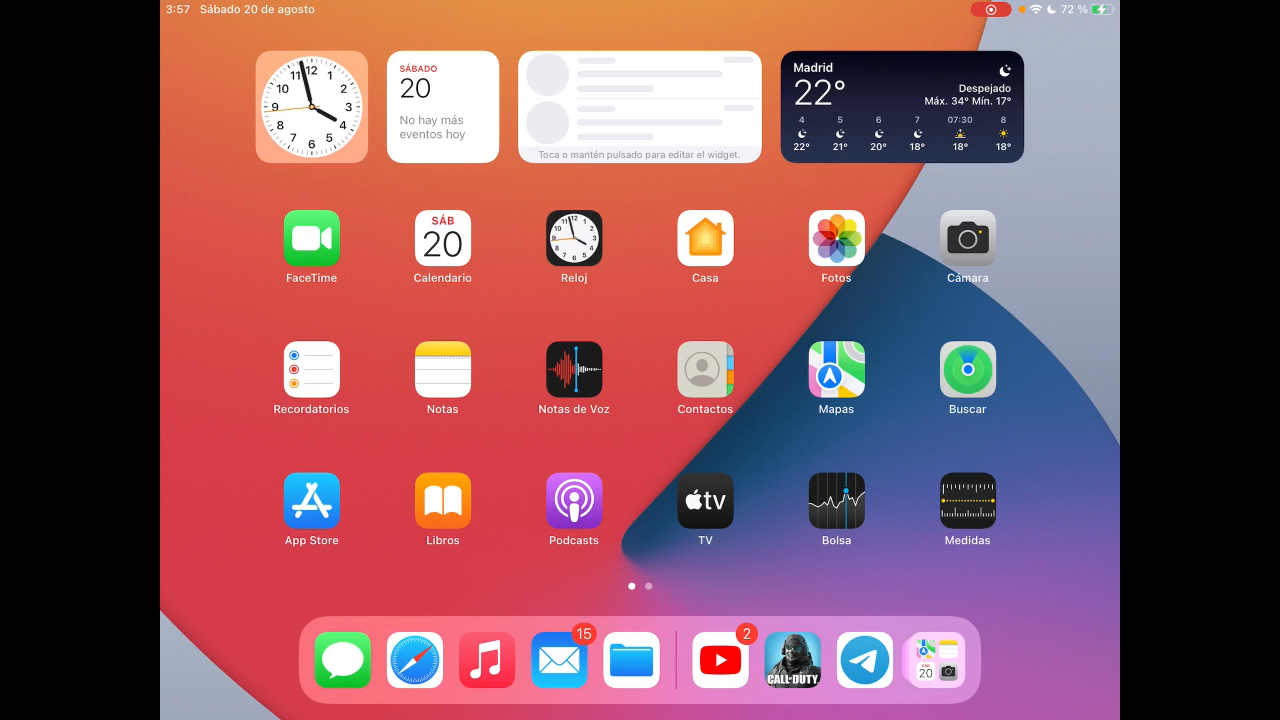 3:57 Sábado 20 de agosto
72 %
12
1
2
3
4
5
6
7
8
9
10
11
SÁBADO
20
No hay más
eventos hoy
Toca o mantén pulsado para editar el widget.
Madrid
22°
Despejado
Máx. 34° Mín. 17°
4 5 6 7 07:30 8
22° 21° 20° 18° 18° 18°
SÁB
20
FaceTime Calendario Reloj Casa Fotos Cámara
Recordatorios Notas Notas de Voz Contactos Mapas Buscar
tv
App Store Libros Podcasts TV Bolsa Medidas
15 2
CALL OF DUTY
20